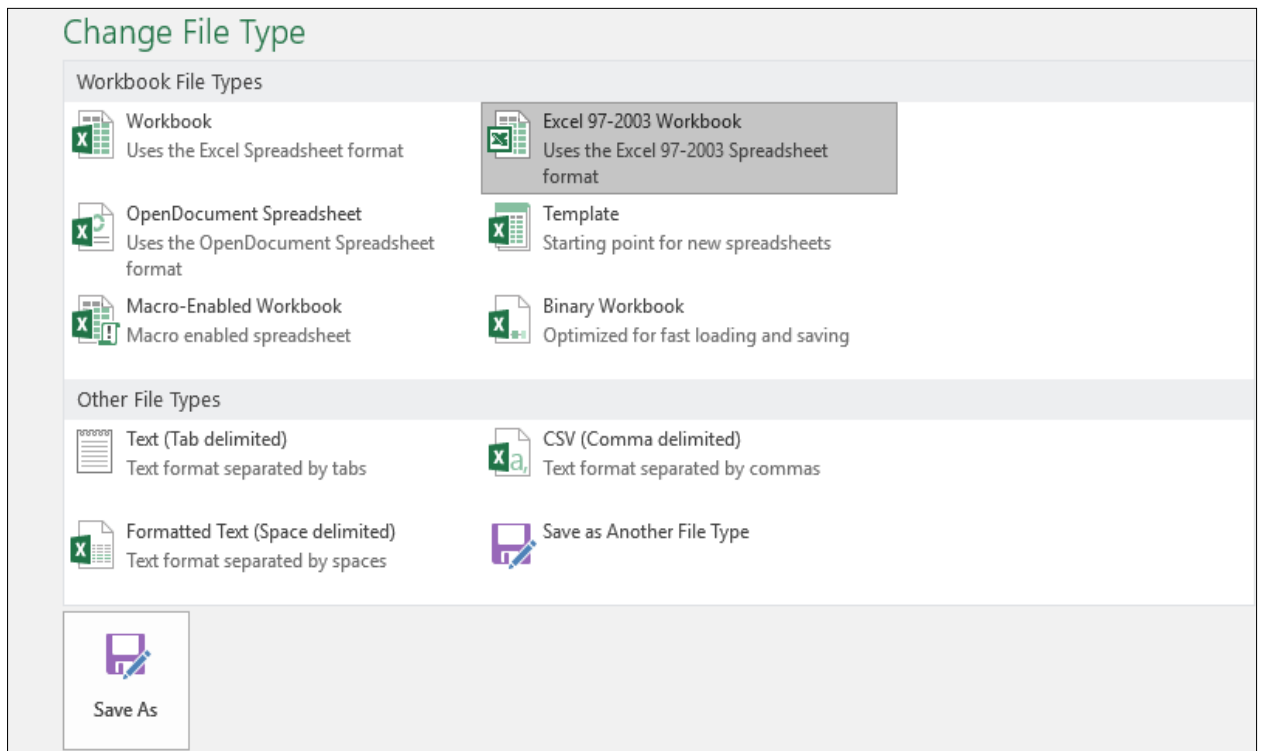 Change File Type
Workbook File Types
Workbook
Uses the Excel Spreadsheet format
Excel 97-2003 Workbook
Uses the Excel 97-2003 Spreadsheet
format
OpenDocument Spreadsheet
Uses the OpenDocument Spreadsheet
format
Template
Starting point for new spreadsheets
Macro-Enabled Workbook
Macro enabled spreadsheet
Binary Workbook
Optimized for fast loading and saving
Other File Types
Text (Tab delimited)
Text format separated by tabs
CSV (Comma delimited)
Text format separated by commas
Formatted Text (Space delimited)
Text format separated by spaces
Save as Another File Type
Save As